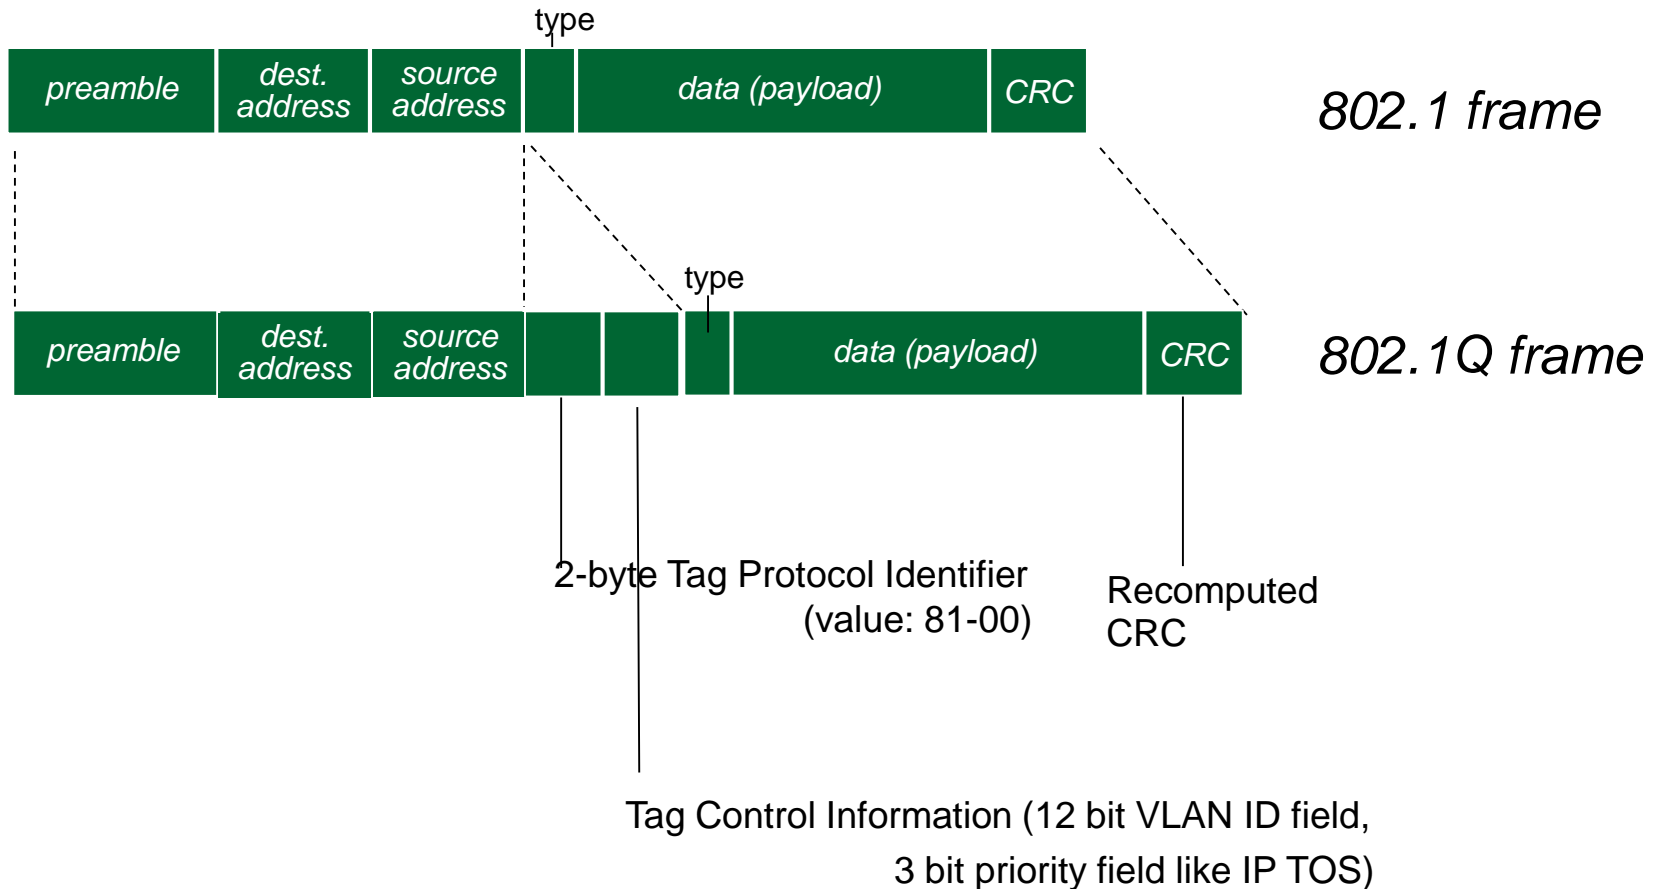 type
preamble
dest.
address
source
address
data (payload)
CRC
802.1 frame
type
preamble
dest.
address
source
address
data (payload)
CRC
802.1Q frame
2-byte Tag Protocol Identifier
(value: 81-00)
Recomputed
CRC
Tag Control Information (12 bit VLAN ID field,
3 bit priority field like IP TOS)